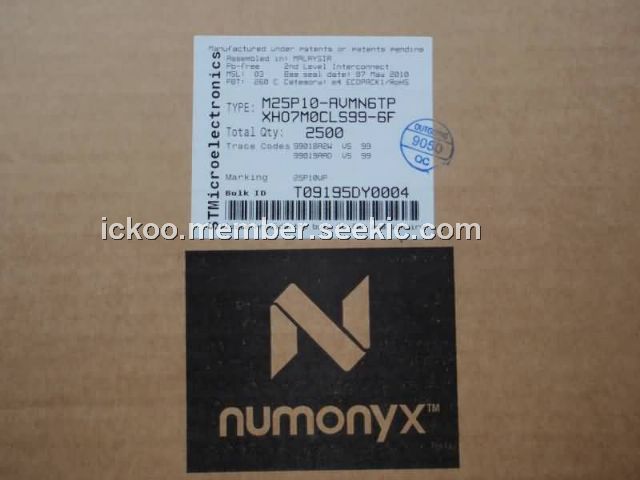 Manufactured under patents or patents pending
Assembled in: MALAYSIA
Pb-free 2nd Level Interconnect
MSL: 03 Bag seal date: 07 May 2010
PBT: 260 C Category: e4 ECOPACK1/RoHS
TYPE: M25P10-AVMN6TP
XH07M0CLS99-6F
Total Qty: 2500
Trace Codes 99018A2W VS 99
99019AAD VS 99
Marking 25P10VP
Bulk ID T09195DY0004
STMicroelectronics
OUTGOING
9050
QC
ickoo.member.seekic.com
numonyx™